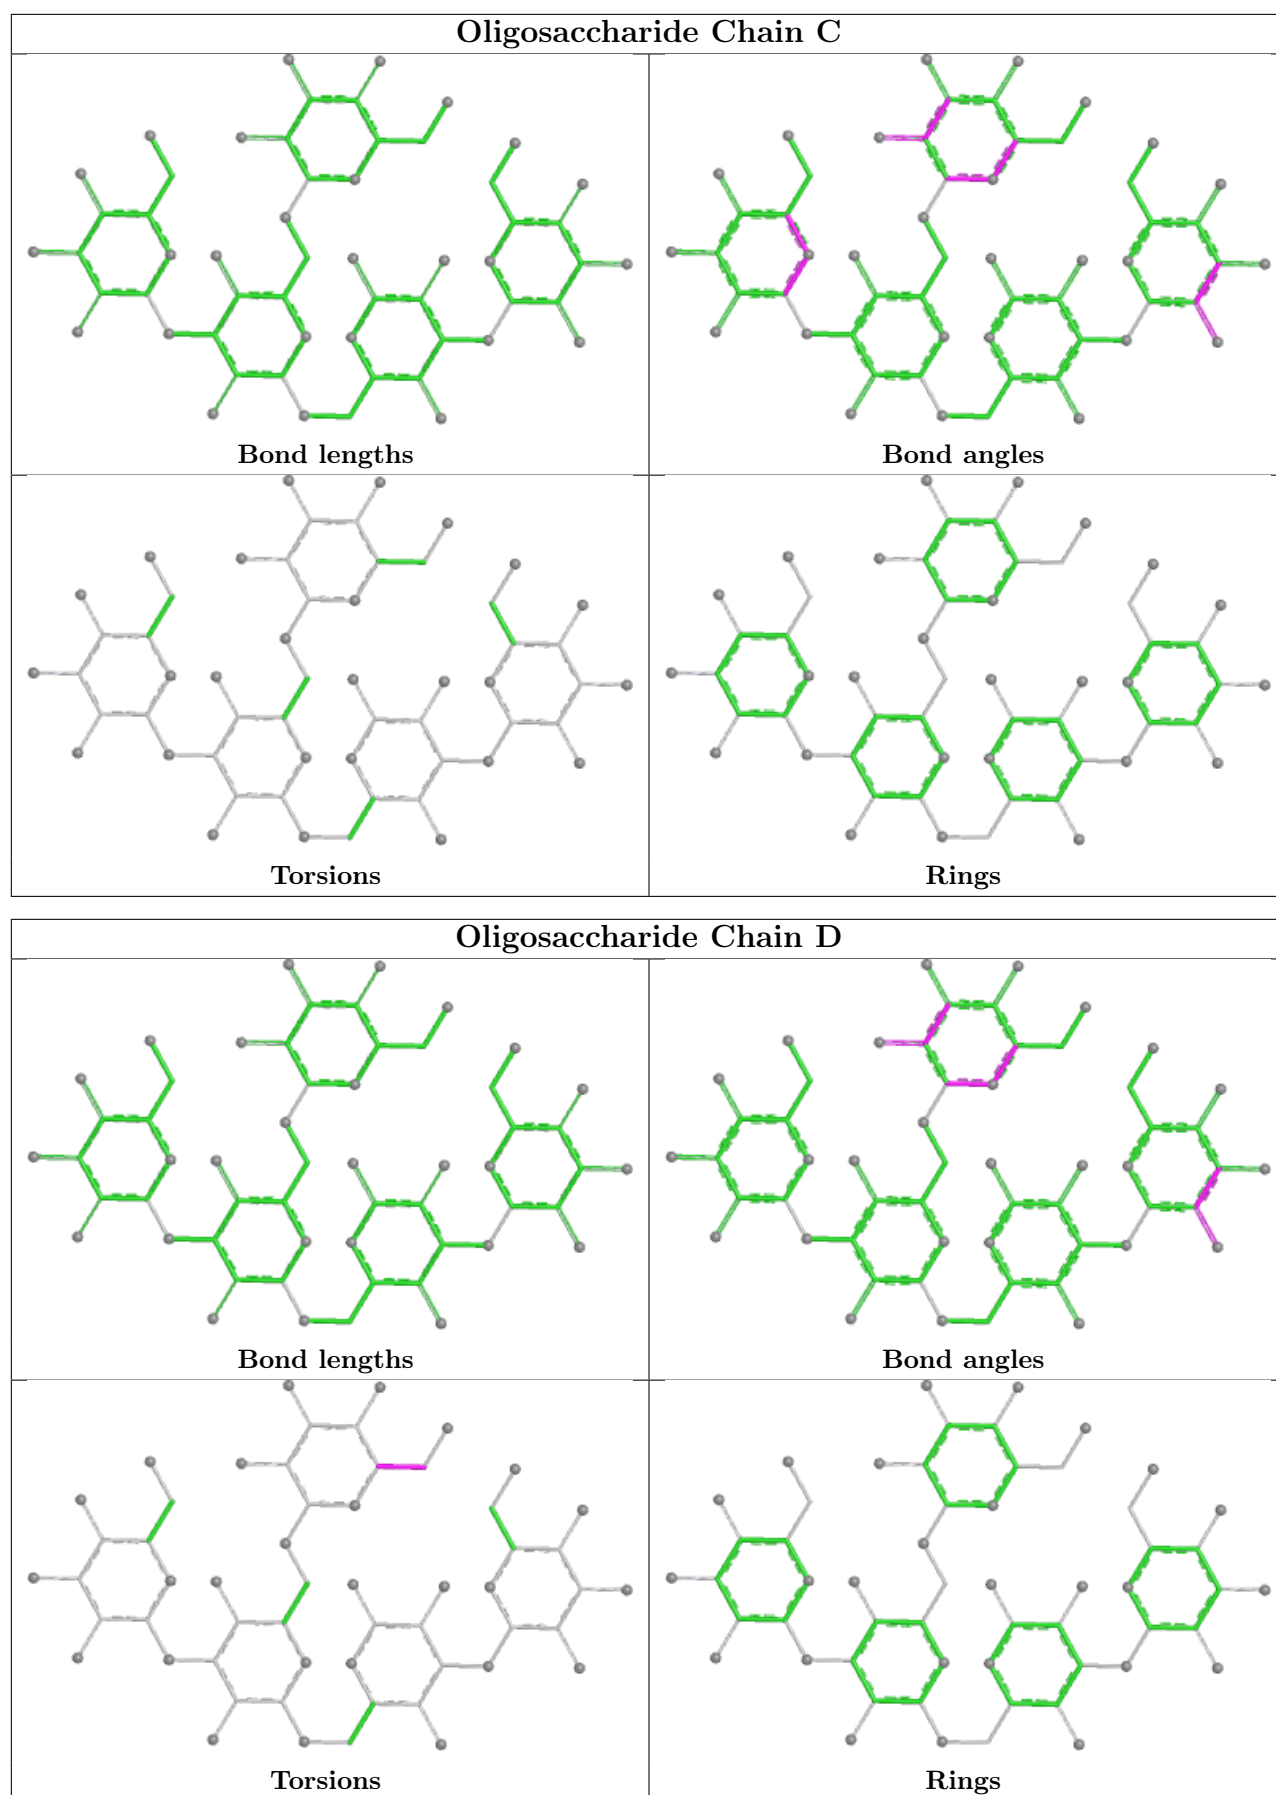 Oligosaccharide Chain C
Bond lengths
Bond angles
Torsions
Rings
Oligosaccharide Chain D
Bond lengths
Bond angles
Torsions
Rings